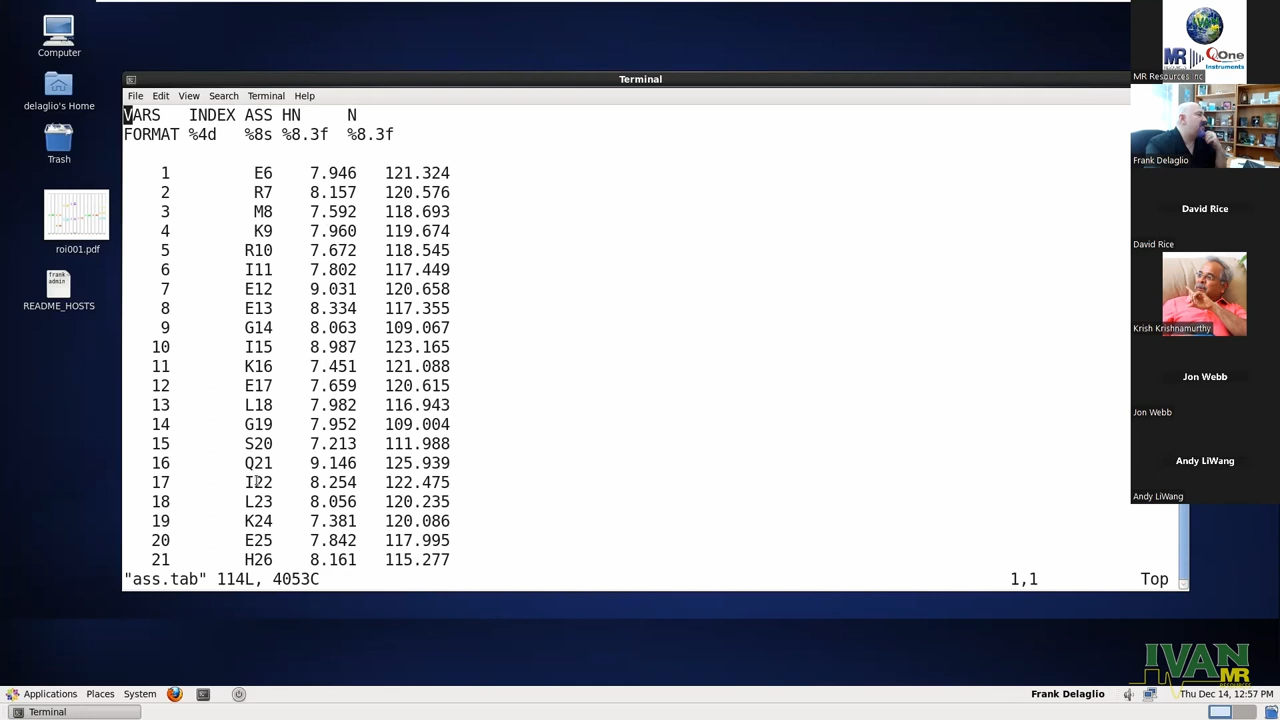 Computer
delaglio's Home
Trash
roi001.pdf
frank
admin
README_HOSTS
Terminal
File Edit View Search Terminal Help
VARS INDEX ASS HN N
FORMAT %4d %8s %8.3f %8.3f
1 E6 7.946 121.324
2 R7 8.157 120.576
3 M8 7.592 118.693
4 K9 7.960 119.674
5 R10 7.672 118.545
6 I11 7.802 117.449
7 E12 9.031 120.658
8 E13 8.334 117.355
9 G14 8.063 109.067
10 I15 8.987 123.165
11 K16 7.451 121.088
12 E17 7.659 120.615
13 L18 7.982 116.943
14 G19 7.952 109.004
15 S20 7.213 111.988
16 Q21 9.146 125.939
17 I22 8.254 122.475
18 L23 8.056 120.235
19 K24 7.381 120.086
20 E25 7.842 117.995
21 H26 8.161 115.277
"ass.tab" 114L, 4053C 1,1 Top
MR QOne
Instruments
MR Resources Inc
Frank Delaglio
David Rice
David Rice
Krish Krishnamurthy
Jon Webb
Jon Webb
Andy LiWang
Andy LiWang
IVAN
MR
RESOURCES
Applications Places System Frank Delaglio Thu Dec 14, 12:57 PM
Terminal